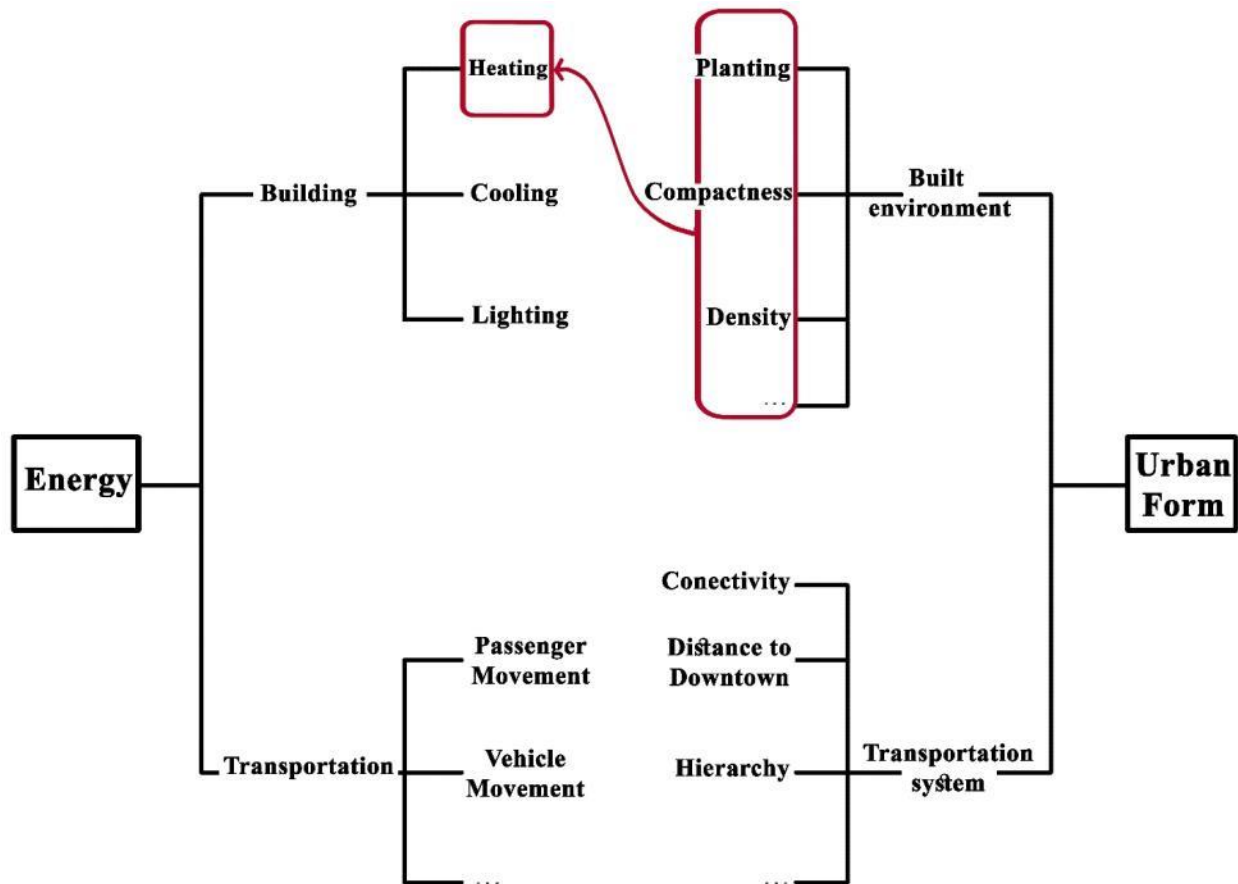 Heating
Planting
Building
Cooling
Compactness
Built
environment
Lighting
Density
...
Energy
Urban
Form
Conectivity
Passenger
Movement
Distance to
Downtown
Transportation
Vehicle
Movement
Hierarchy
Transportation
system
...
...